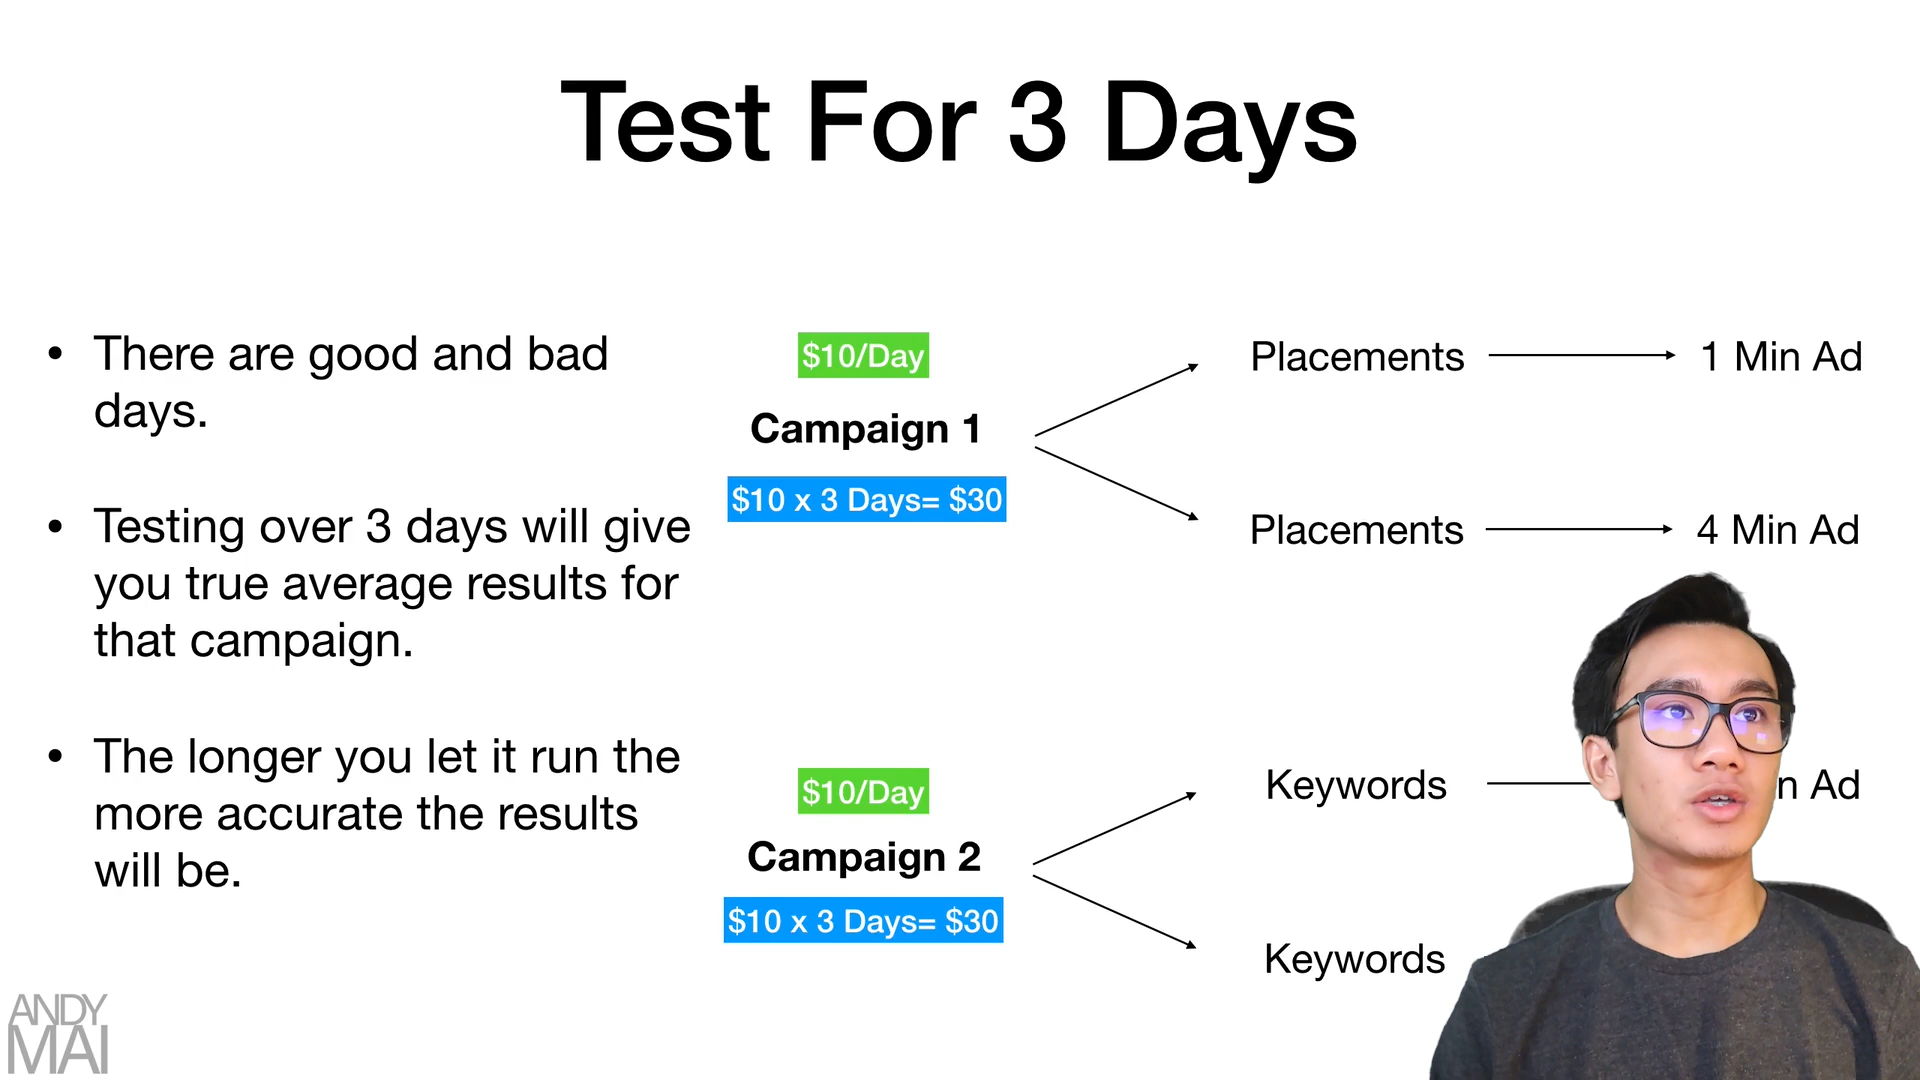 Test For 3 Days
• There are good and bad
days.
• Testing over 3 days will give
you true average results for
that campaign.
• The longer you let it run the
more accurate the results
will be.
$10/Day
Campaign 1
$10 x 3 Days= $30
Placements
1 Min Ad
Placements
4 Min Ad
$10/Day
Campaign 2
$10 x 3 Days= $30
Keywords
Ad
Keywords
ANDY
MAI